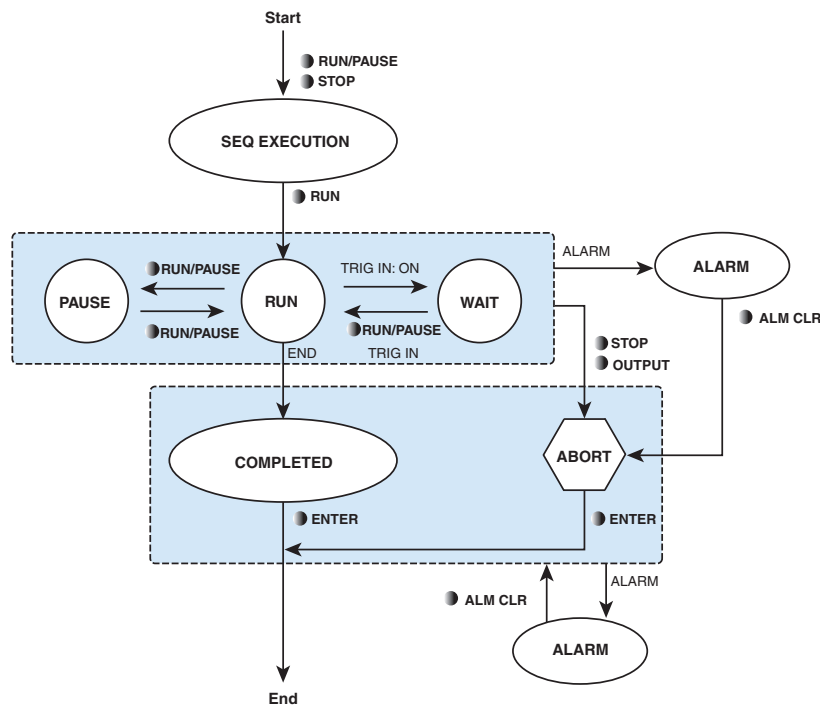 Start
RUN/PAUSE
STOP
SEQ EXECUTION
RUN
ALARM
ALARM
RUN/PAUSE
TRIG IN: ON
PAUSE
RUN
WAIT
RUN/PAUSE
RUN/PAUSE
ALM CLR
END
TRIG IN
STOP
OUTPUT
COMPLETED
ABORT
ENTER
ENTER
ALM CLR
ALARM
ALARM
End